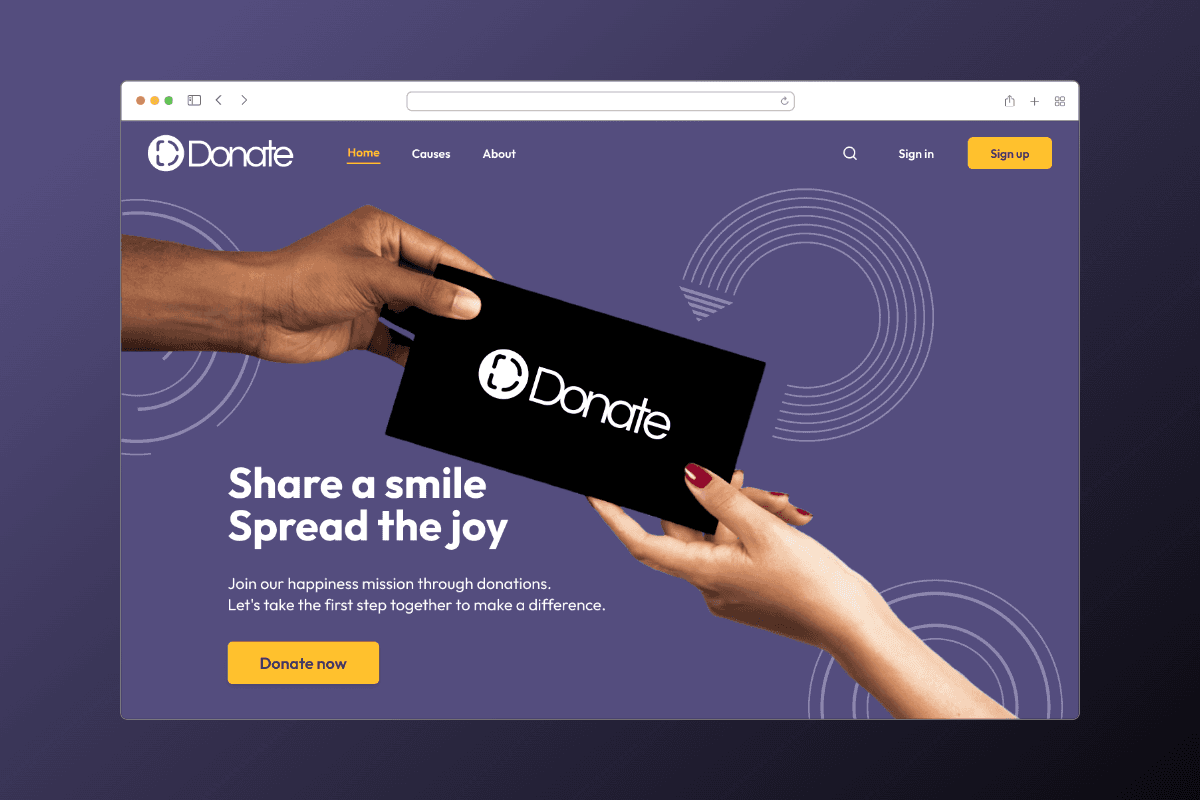 Donate
Home
Causes
About
Sign in
Sign up
Donate
Share a smile
Spread the joy
Join our happiness mission through donations.
Let's take the first step together to make a difference.
Donate now